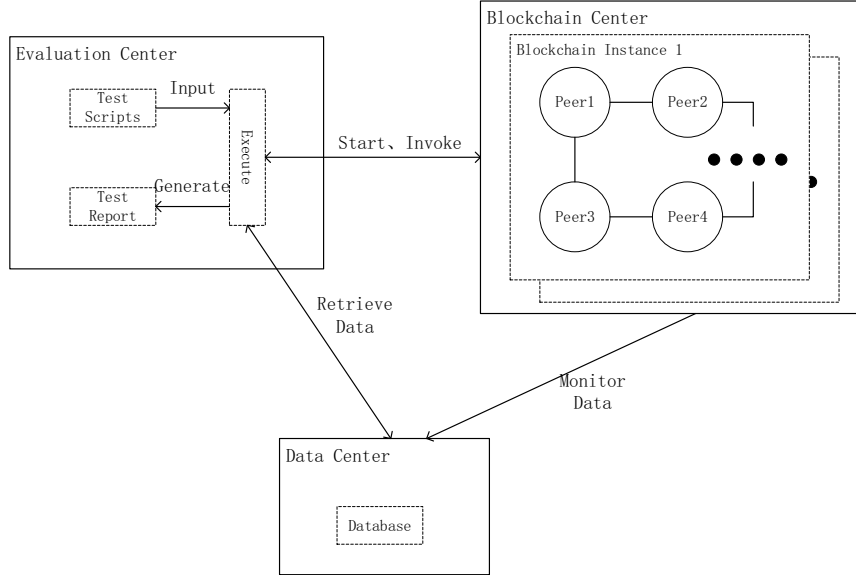 Evaluation Center
Test
Scripts
Input
Execute
Generate
Test
Report
Start、Invoke
Blockchain Center
Blockchain Instance 1
Peer1
Peer2
Peer3
Peer4
Retrieve
Data
Monitor
Data
Data Center
Database